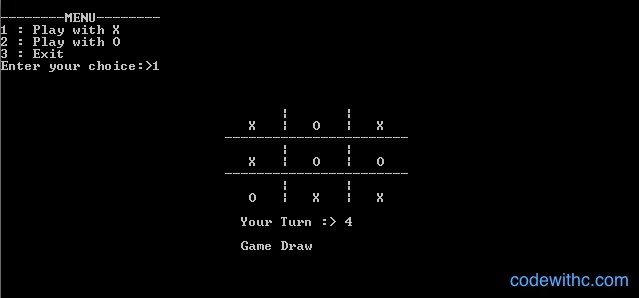 --------MENU--------
1 : Play with X
2 : Play with O
3 : Exit
Enter your choice:>1
X ¦ O ¦ X
X ¦ O ¦ O
O ¦ X ¦ X
Your Turn :> 4
Game Draw
codewithc.com